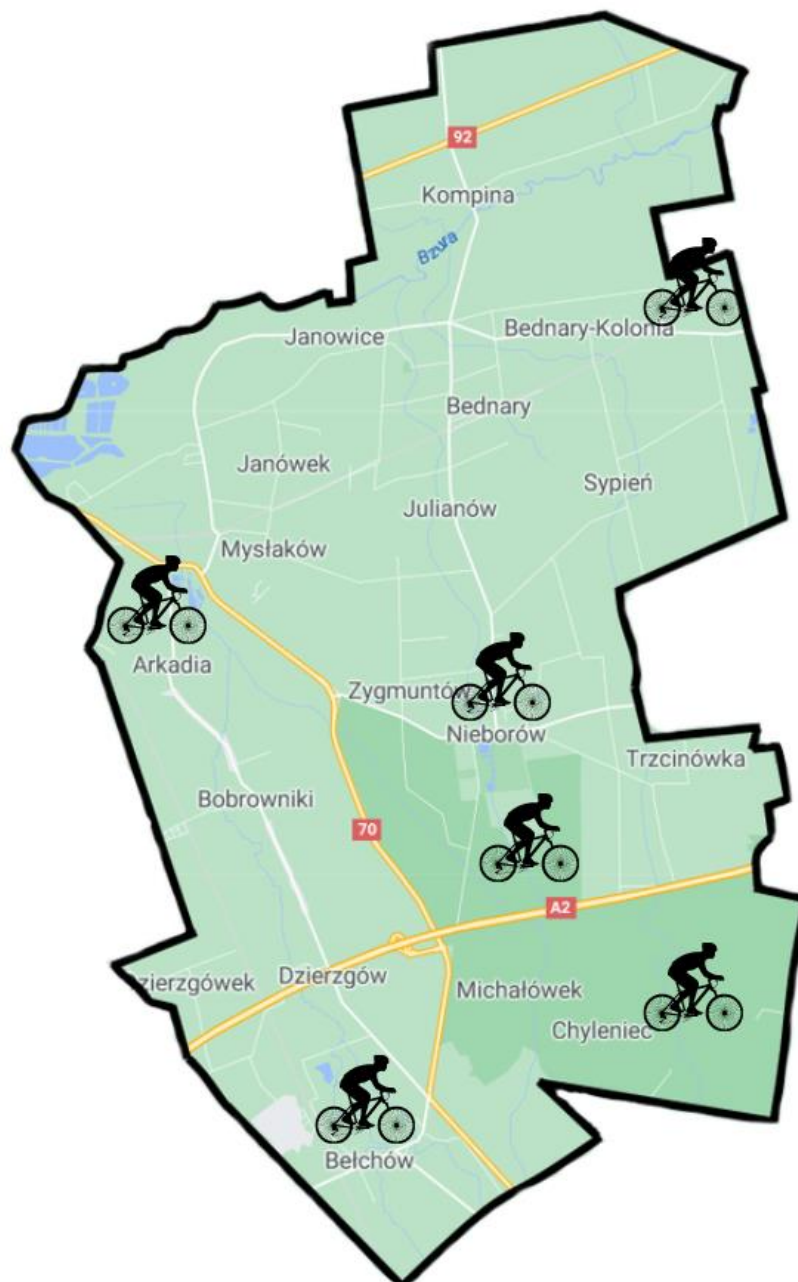 92
Kompina
Bzura
Janowice
Bednary-Kolonia
Bednary
Janówek
Sypień
Julianów
Mysłaków
Arkadia
Zygmuntów
Nieborów
Trzcinówka
Bobrowniki
70
A2
Dzierzgów
zierzgówek
Michałówek
Chyleniec
Bełchów